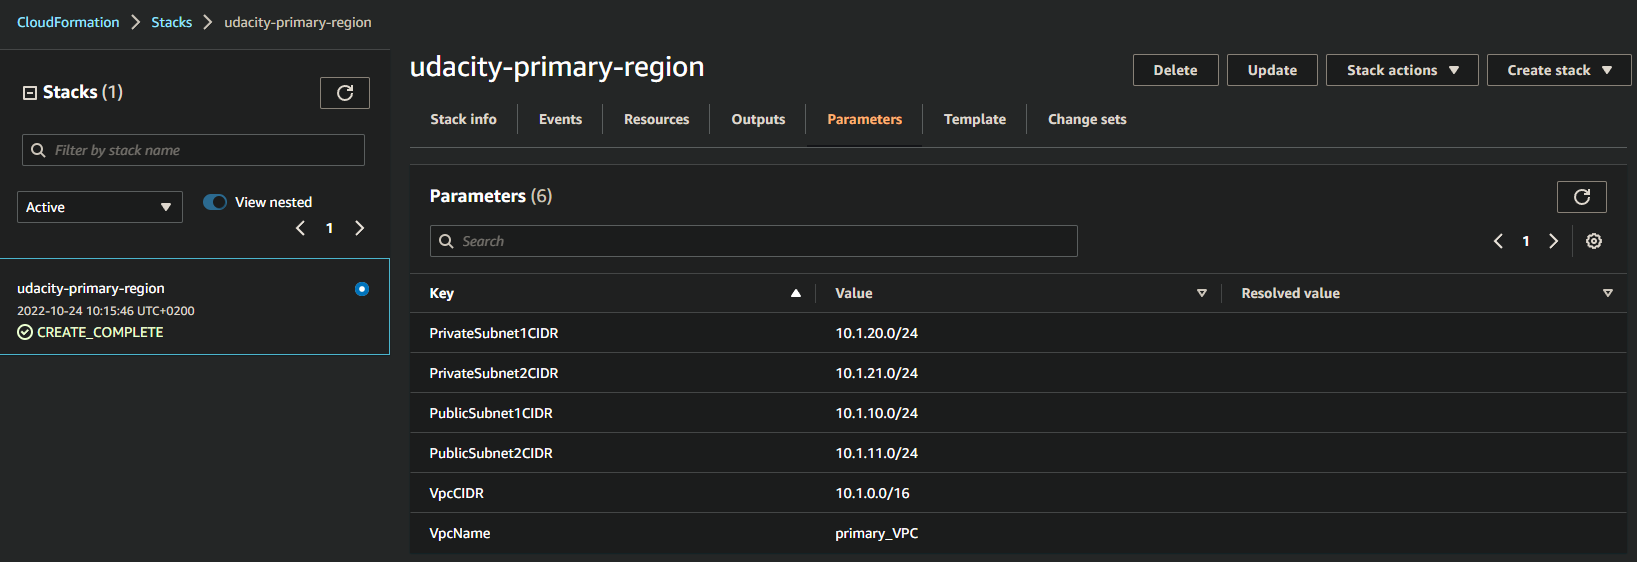 CloudFormation > Stacks > udacity-primary-region
Stacks (1)
Filter by stack name
Active
View nested
1
udacity-primary-region
2022-10-24 10:15:46 UTC+0200
CREATE_COMPLETE
udacity-primary-region
Delete Update Stack actions Create stack
Stack info Events Resources Outputs Parameters Template Change sets
Parameters (6)
Search
1
Key Value Resolved value
PrivateSubnet1CIDR 10.1.20.0/24
PrivateSubnet2CIDR 10.1.21.0/24
PublicSubnet1CIDR 10.1.10.0/24
PublicSubnet2CIDR 10.1.11.0/24
VpcCIDR 10.1.0.0/16
VpcName primary_VPC